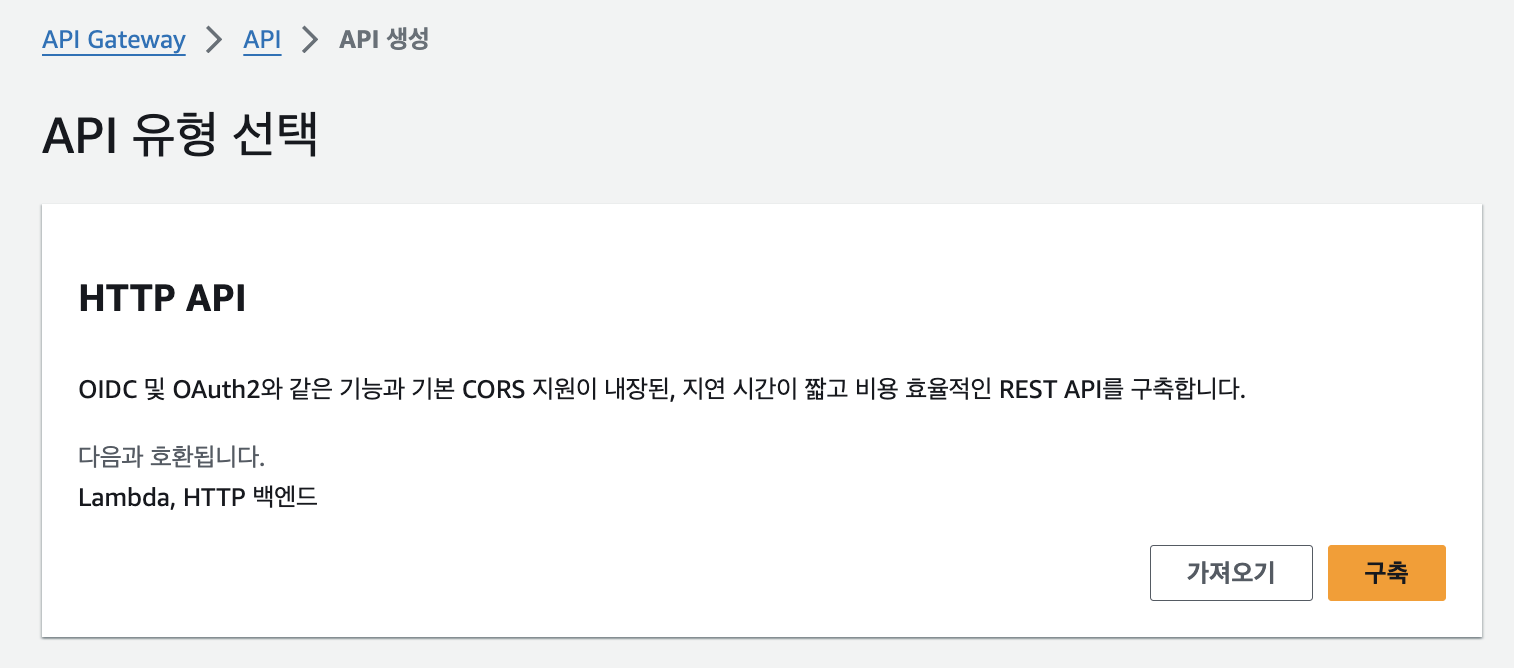 API Gateway > API > API 생성
API 유형 선택
HTTP API
OIDC 및 OAuth2와 같은 기능과 기본 CORS 지원이 내장된, 지연 시간이 짧고 비용 효율적인 REST API를 구축합니다.
다음과 호환됩니다.
Lambda, HTTP 백엔드
가져오기 구축